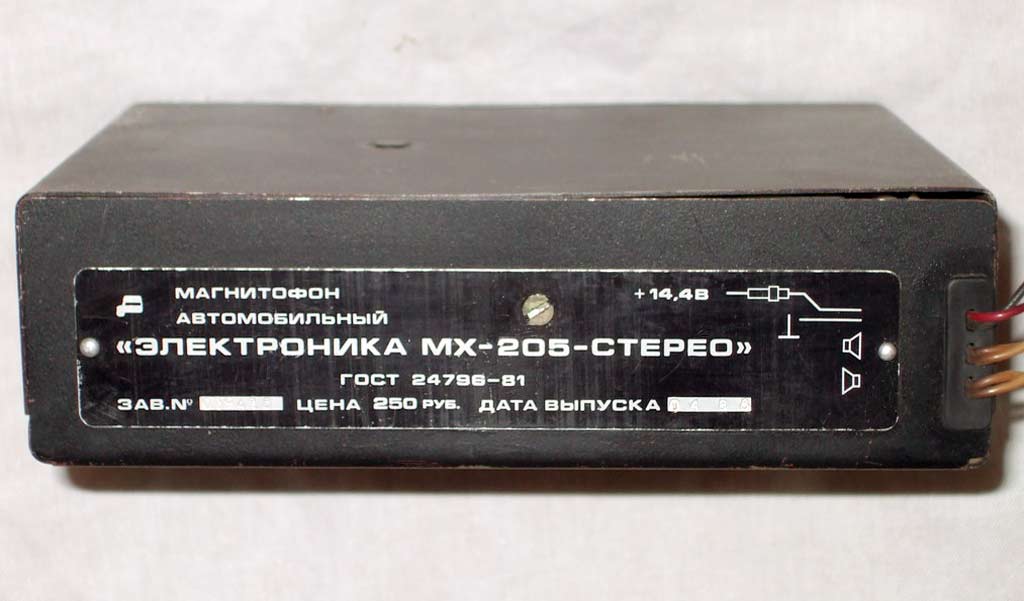 МАГНИТОФОН
АВТОМОБИЛЬНЫЙ
+14,4В
«ЭЛЕКТРОНИКА МХ-205-СТЕРЕО»
ГОСТ 24796-81
ЗАВ.№ ЦЕНА 250 РУБ. ДАТА ВЫПУСКА